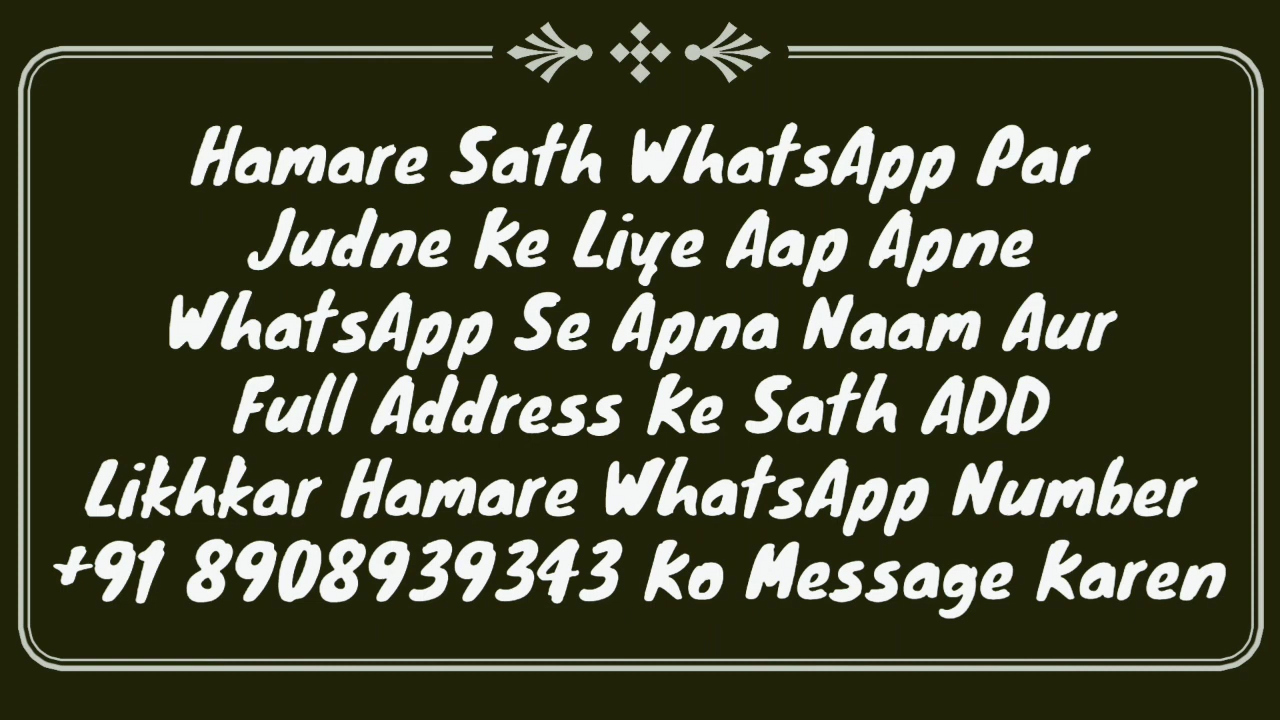 Hamare Sath WhatsApp Par
Judne Ke Liye Aap Apne
WhatsApp Se Apna Naam Aur
Full Address Ke Sath ADD
Likhkar Hamare WhatsApp Number
+91 8908939343 Ko Message Karen